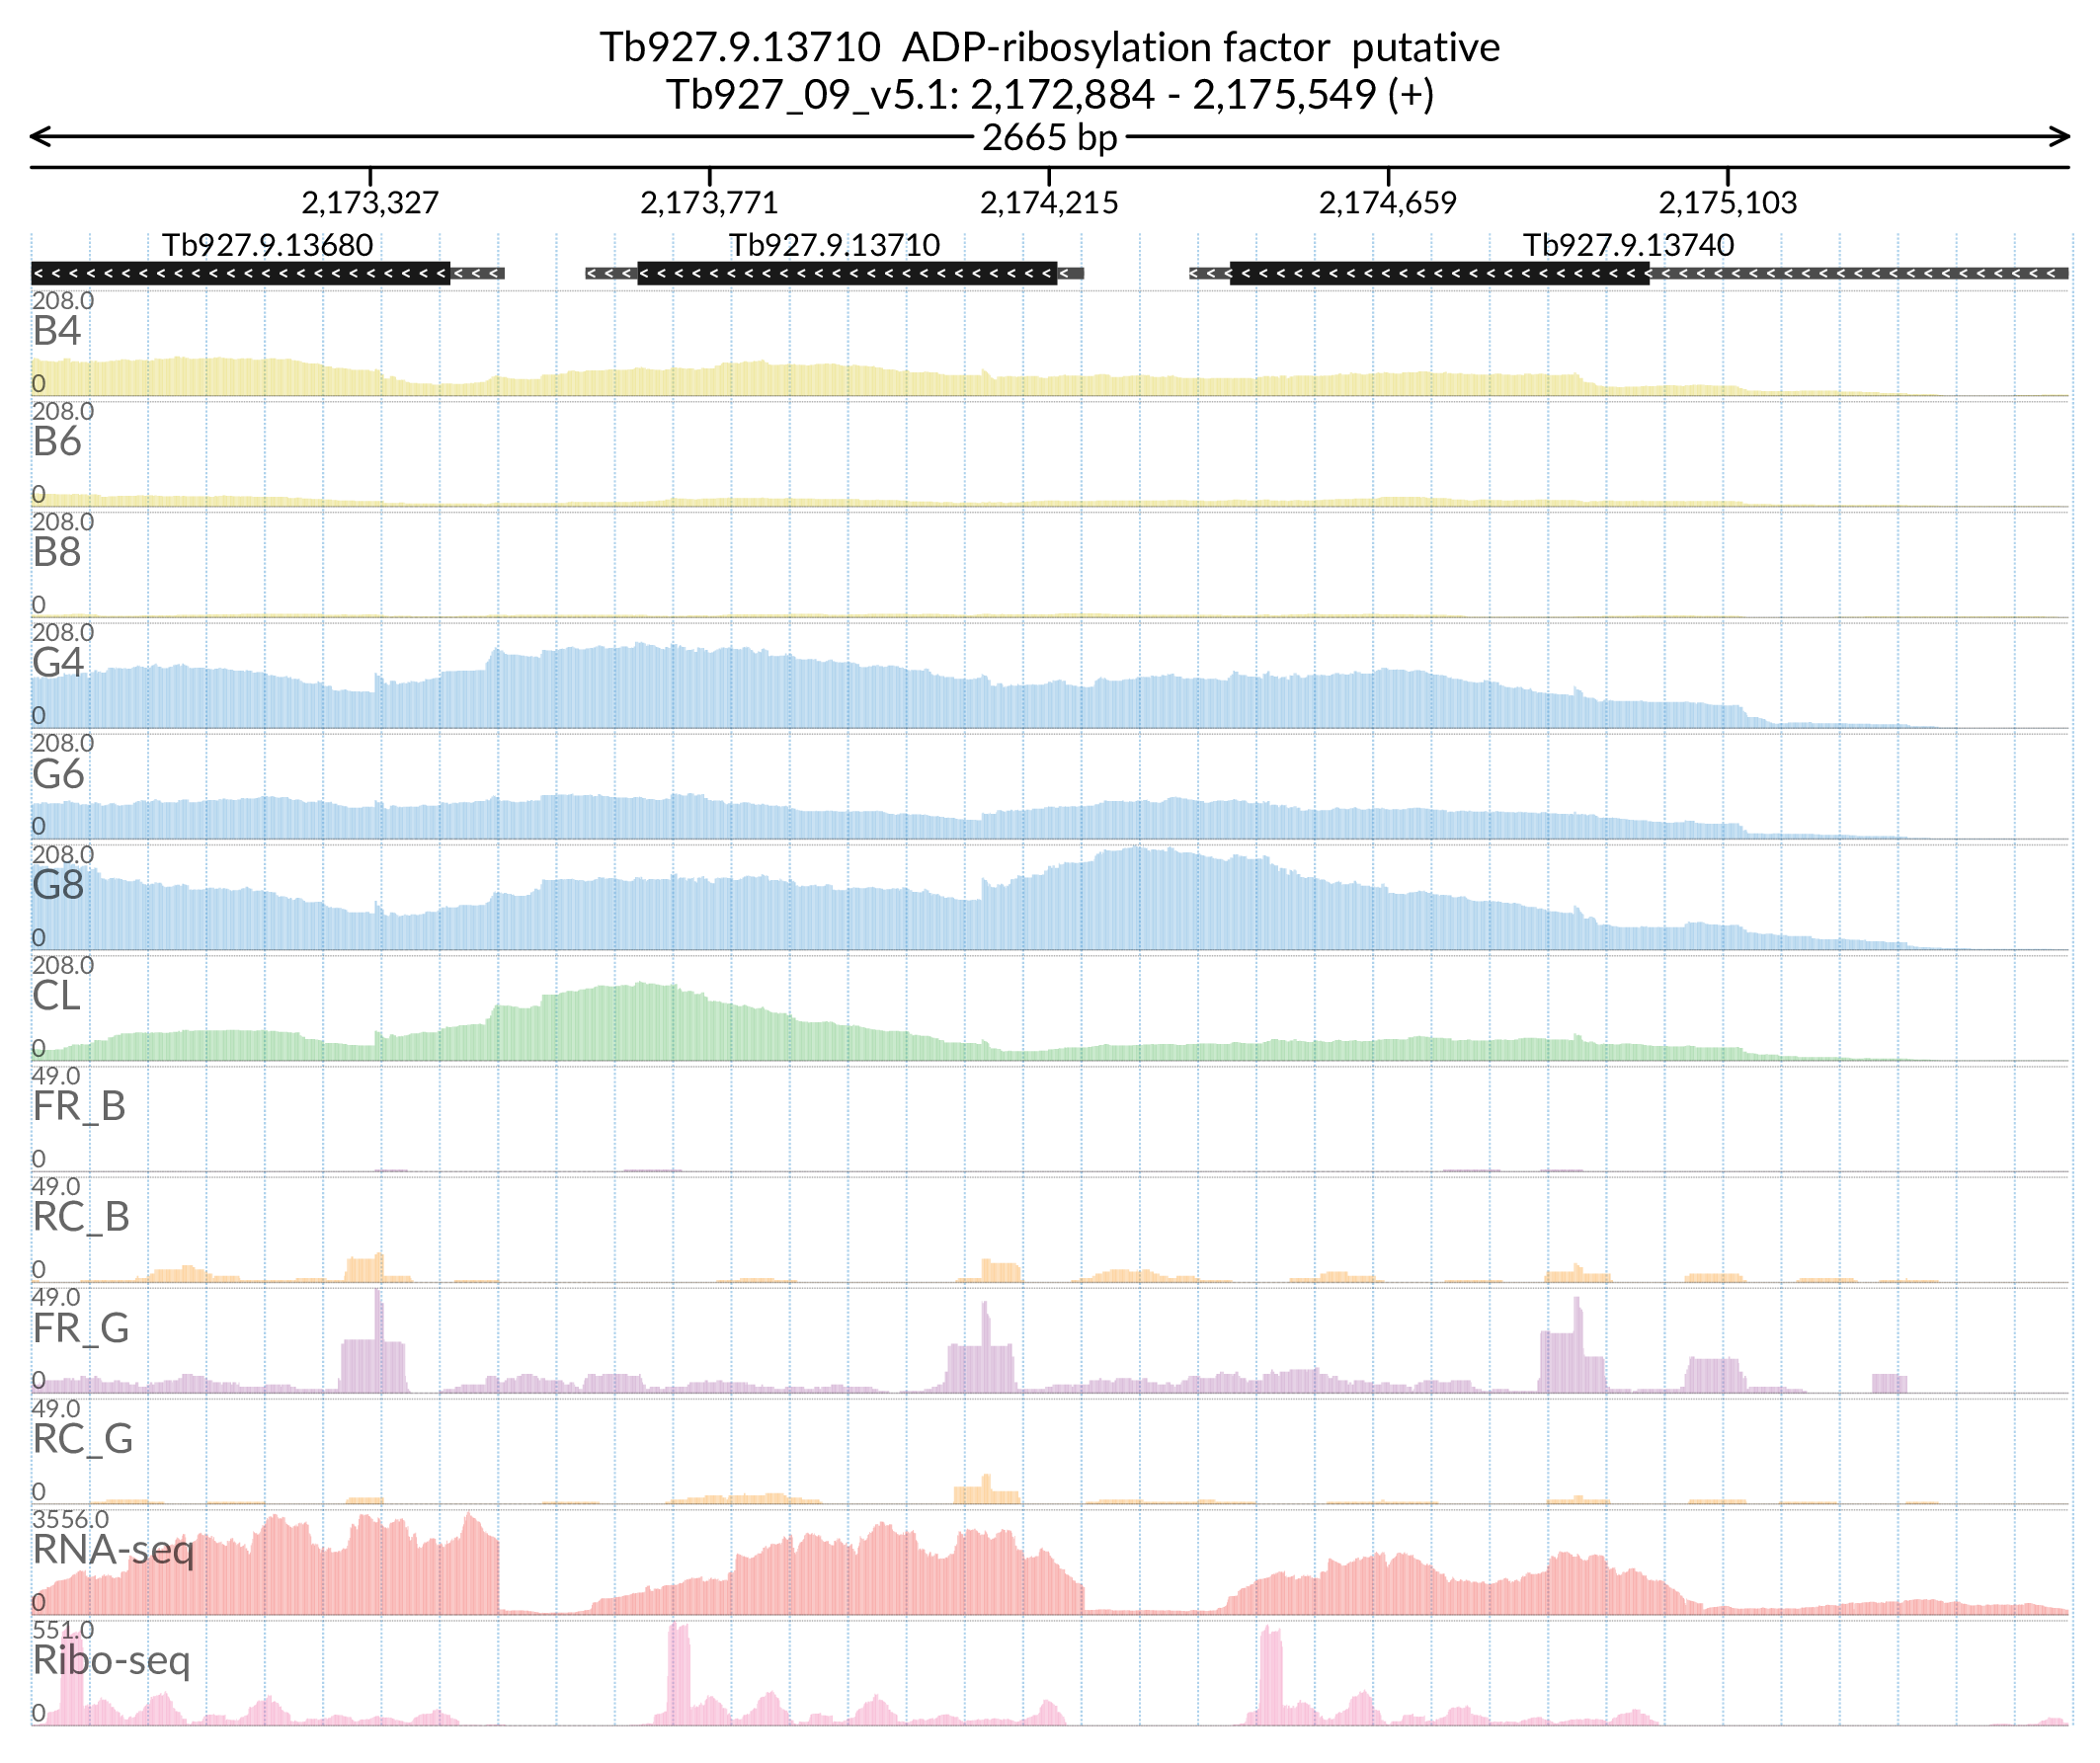 Tb927.9.13710  ADP-ribosylation factor  putative
Tb927_09_v5.1: 2,172,884 - 2,175,549 (+)
2665 bp
2,173,327 2,173,771 2,174,215 2,174,659 2,175,103
Tb927.9.13680 Tb927.9.13710 Tb927.9.13740
208.0
B4
0
208.0
B6
0
208.0
B8
0
208.0
G4
0
208.0
G6
0
208.0
G8
0
208.0
CL
0
49.0
FR_B
0
49.0
RC_B
0
49.0
FR_G
0
49.0
RC_G
0
3556.0
RNA-seq
0
551.0
Ribo-seq
0